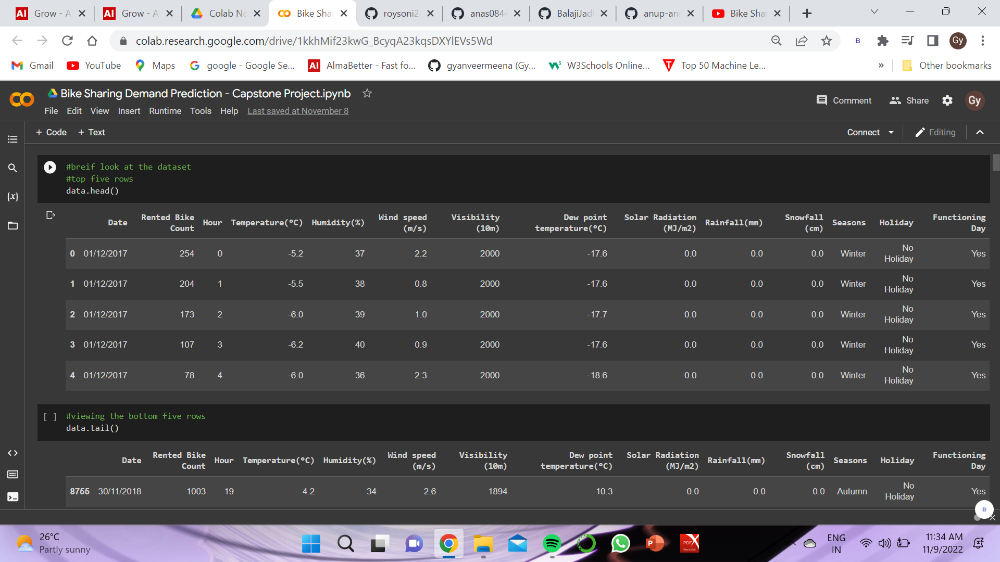 Grow - A
Grow - A
Colab No
Bike Shar
roysoni24
anas0844
BalajiJad
anup-ann
Bike Shar
colab.research.google.com/drive/1kkhMif23kwG_BcyqA23kqsDXYlEVs5Wd
B
Gy
Gmail
YouTube
Maps
google - Google Se...
AlmaBetter - Fast fo...
gyanveermeena (Gy...
W3Schools Online...
Top 50 Machine Le...
»
Other bookmarks
Bike Sharing Demand Prediction - Capstone Project.ipynb
Comment
Share
Gy
File Edit View Insert Runtime Tools Help Last saved at November 8
+ Code + Text
Connect
Editing
#breif look at the dataset
#top five rows
data.head()
Date Rented Bike Count Hour Temperature(°C) Humidity(%) Wind speed (m/s) Visibility (10m) Dew point temperature(°C) Solar Radiation (MJ/m2) Rainfall(mm) Snowfall (cm) Seasons Holiday Functioning Day
0 01/12/2017 254 0 -5.2 37 2.2 2000 -17.6 0.0 0.0 0.0 Winter No Holiday Yes
1 01/12/2017 204 1 -5.5 38 0.8 2000 -17.6 0.0 0.0 0.0 Winter No Holiday Yes
2 01/12/2017 173 2 -6.0 39 1.0 2000 -17.7 0.0 0.0 0.0 Winter No Holiday Yes
3 01/12/2017 107 3 -6.2 40 0.9 2000 -17.6 0.0 0.0 0.0 Winter No Holiday Yes
4 01/12/2017 78 4 -6.0 36 2.3 2000 -18.6 0.0 0.0 0.0 Winter No Holiday Yes
[ ] #viewing the bottom five rows
data.tail()
Date Rented Bike Count Hour Temperature(°C) Humidity(%) Wind speed (m/s) Visibility (10m) Dew point temperature(°C) Solar Radiation (MJ/m2) Rainfall(mm) Snowfall (cm) Seasons Holiday Functioning Day
8755 30/11/2018 1003 19 4.2 34 2.6 1894 -10.3 0.0 0.0 0.0 Autumn No Holiday Yes
B
26°C
Partly sunny
ENG
IN
11:34 AM
11/9/2022